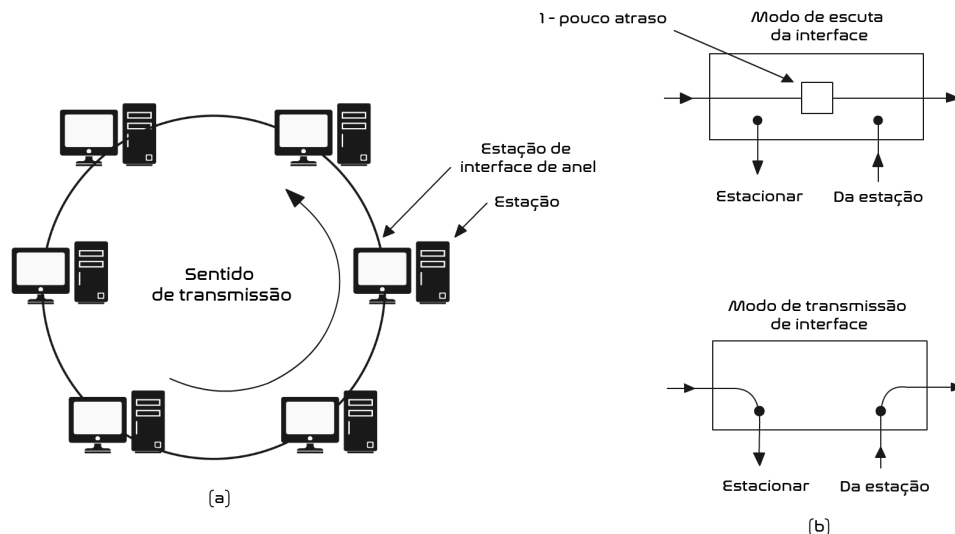 1 - pouco atraso
Modo de escuta
da interface
Estacionar
Da estação
Estação de
interface de anel
Estação
Sentido
de transmissão
(a)
Modo de transmissão
de interface
Estacionar
Da estação
(b)